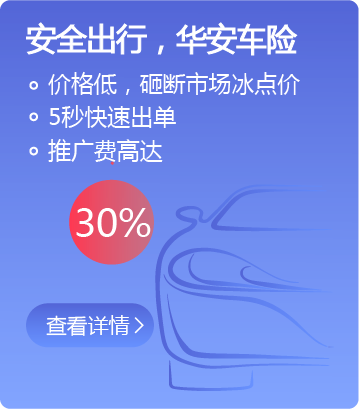 安全出行，华安车险
价格低，砸断市场冰点价
5秒快速出单
推广费高达
30%
查看详情